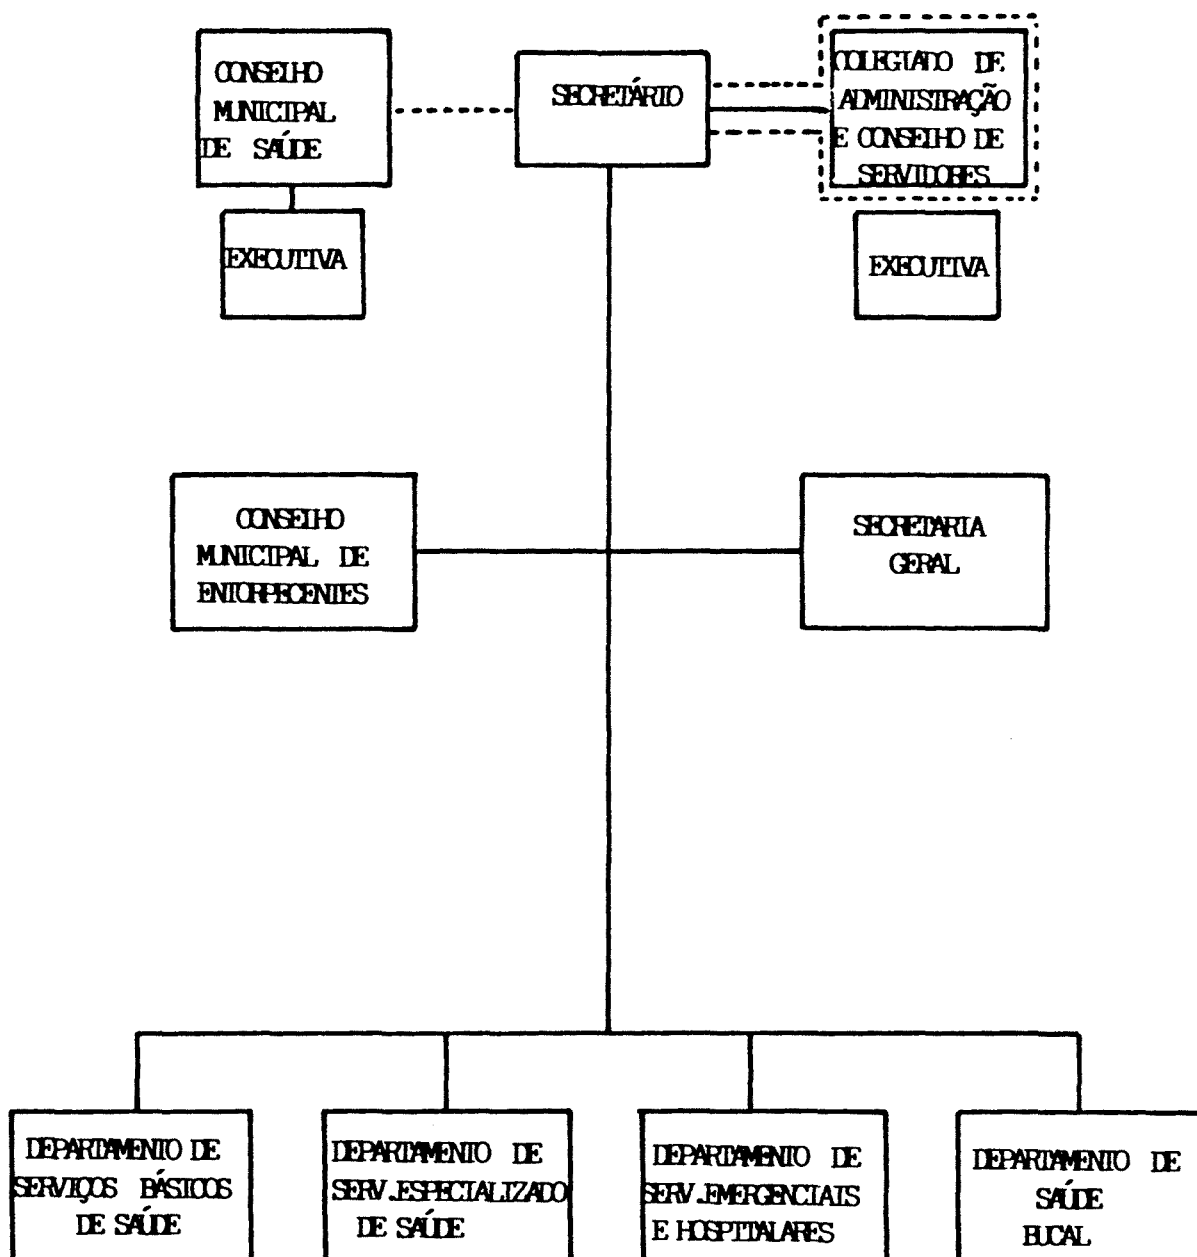 CONSELHO
MUNICIPAL
DE SAÚDE
SECRETÁRIO
COLEGIADO DE
ADMINISTRAÇÃO
E CONSELHO DE
SERVIDORES
EXECUTIVA
EXECUTIVA
CONSELHO
MUNICIPAL DE
ENTORPECENTES
SECRETARIA
GERAL
DEPARTAMENTO DE
SERVIÇOS BÁSICOS
DE SAÚDE
DEPARTAMENTO DE
SERV.ESPECIALIZADO
DE SAÚDE
DEPARTAMENTO DE
SERV.EMERGENCIAIS
E HOSPITALARES
DEPARTAMENTO DE
SAÚDE
BUCAL